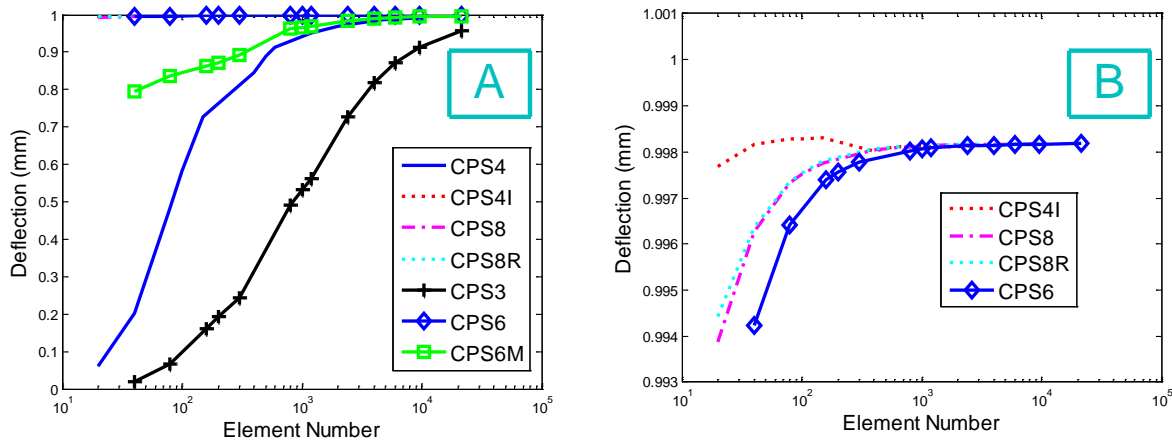 A
Deflection (mm)
1
0.9
0.8
0.7
0.6
0.5
0.4
0.3
0.2
0.1
0
CPS4
CPS4I
CPS8
CPS8R
CPS3
CPS6
CPS6M
10^1 10^2 10^3 10^4 10^5
Element Number
B
Deflection (mm)
1.001
1
0.999
0.998
0.997
0.996
0.995
0.994
0.993
CPS4I
CPS8
CPS8R
CPS6
10^1 10^2 10^3 10^4 10^5
Element Number